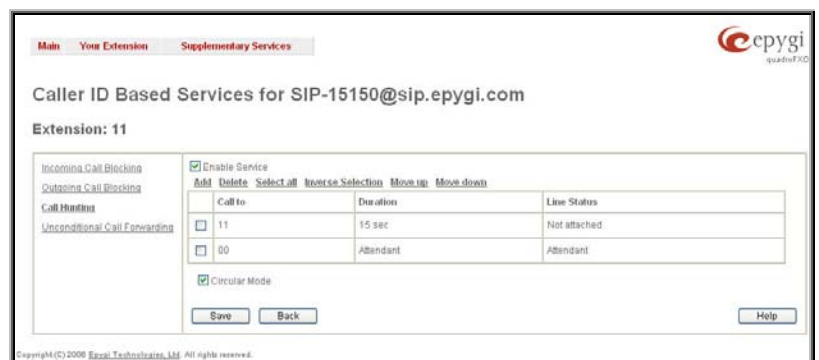 Main Your Extension Supplementary Services
epygi
quadroFXO
Caller ID Based Services for SIP-15150@sip.epygi.com
Extension: 11
Incoming Call Blocking
Outgoing Call Blocking
Call Hunting
Unconditional Call Forwarding
Enable Service
Add Delete Select all Inverse Selection Move up Move down
Call to Duration Line Status
11 15 sec Not attached
00 Attendant Attendant
Circular Mode
Save Back Help
Copyright (C) 2008 Epygi Technologies, Ltd. All rights reserved.